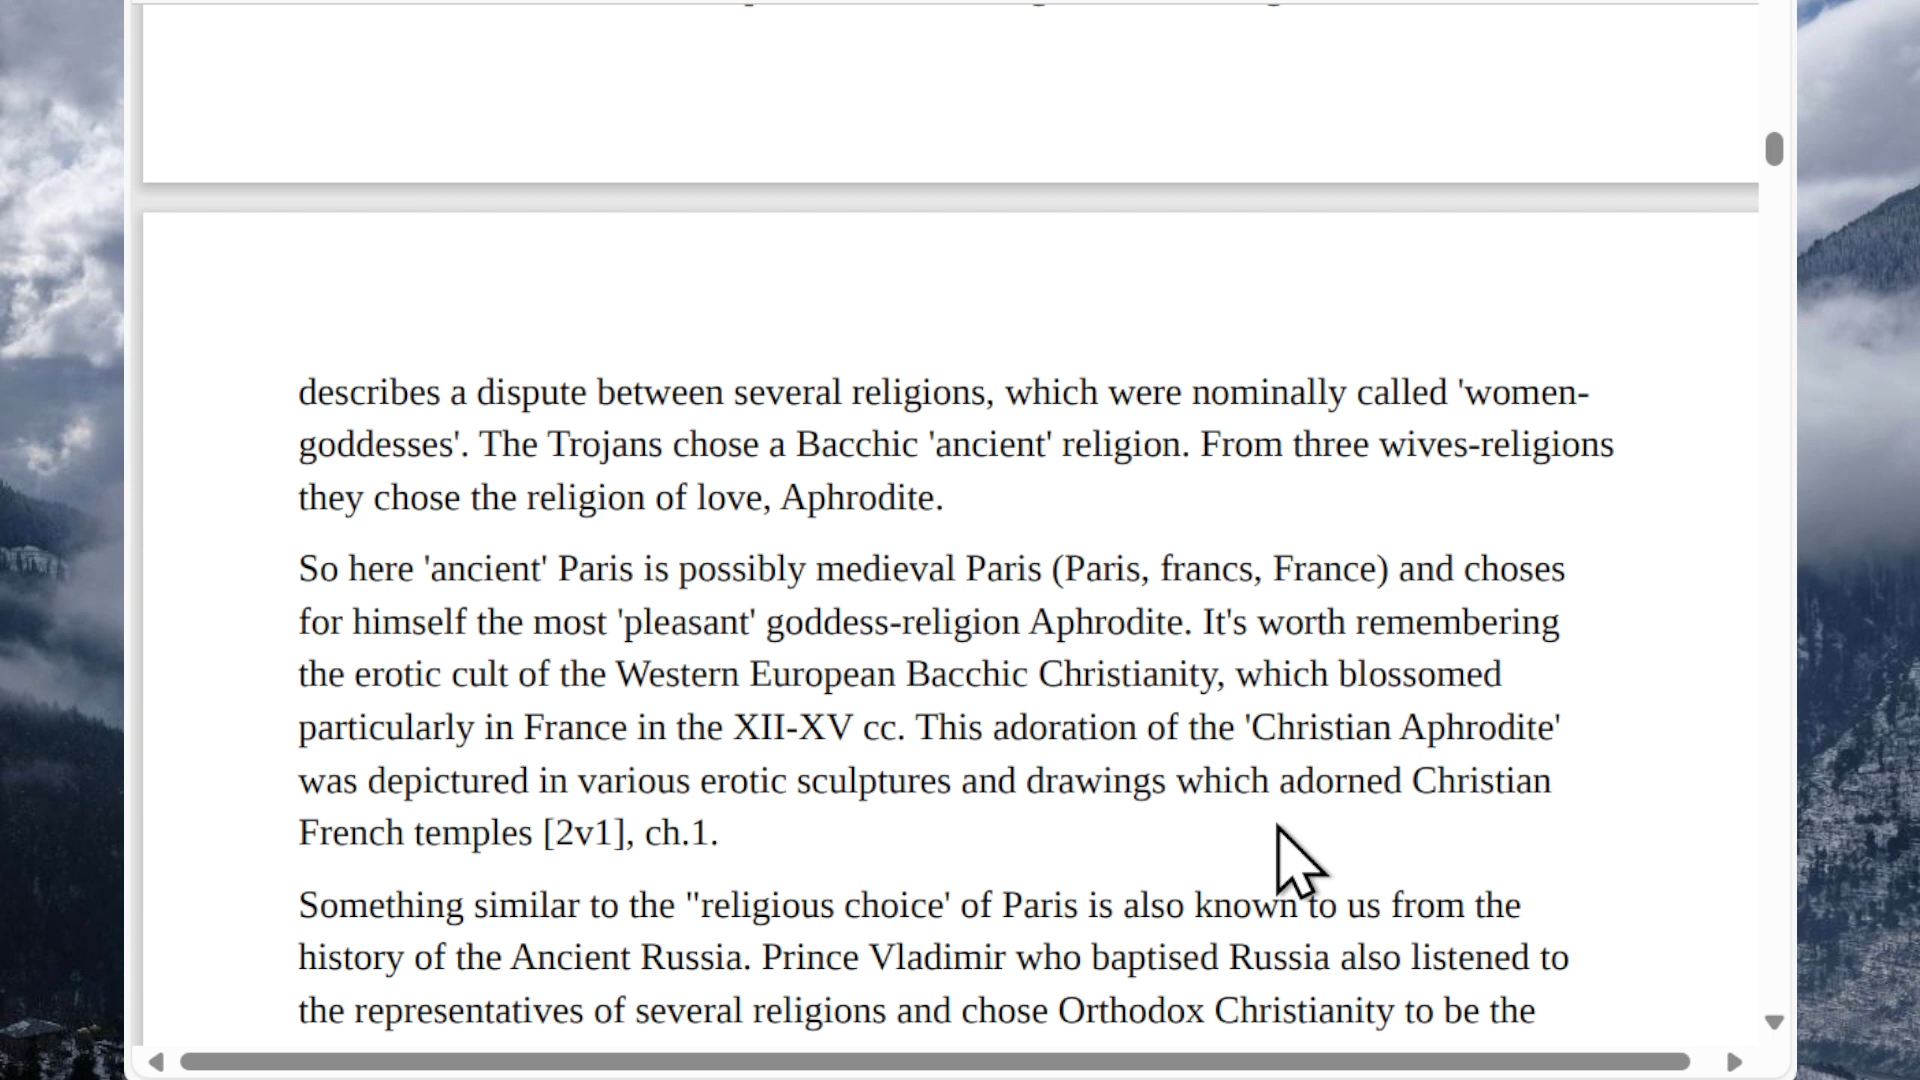 describes a dispute between several religions, which were nominally called 'women-
goddesses'. The Trojans chose a Bacchic 'ancient' religion. From three wives-religions
they chose the religion of love, Aphrodite.
So here 'ancient' Paris is possibly medieval Paris (Paris, francs, France) and choses
for himself the most 'pleasant' goddess-religion Aphrodite. It's worth remembering
the erotic cult of the Western European Bacchic Christianity, which blossomed
particularly in France in the XII-XV cc. This adoration of the 'Christian Aphrodite'
was depictured in various erotic sculptures and drawings which adorned Christian
French temples [2v1], ch.1.
Something similar to the "religious choice' of Paris is also known to us from the
history of the Ancient Russia. Prince Vladimir who baptised Russia also listened to
the representatives of several religions and chose Orthodox Christianity to be the